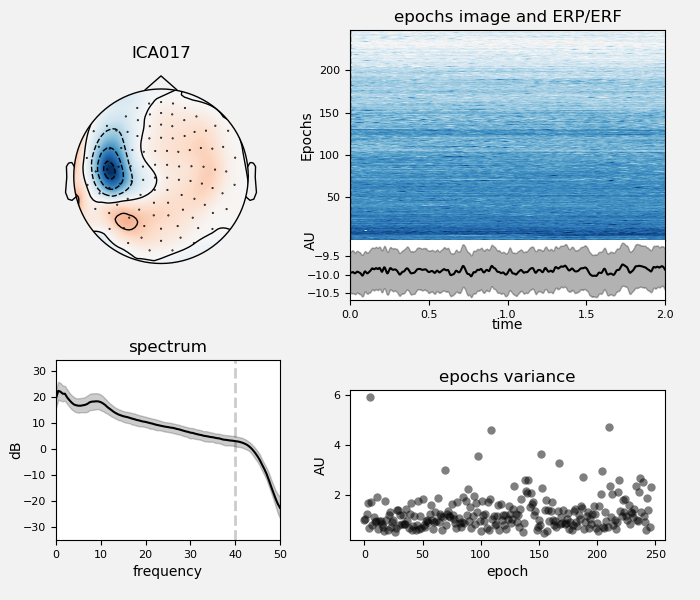 ICA017
epochs image and ERP/ERF
Epochs
200
150
100
50
AU
−9.5
−10.0
−10.5
0.0 0.5 1.0 1.5 2.0
time
spectrum
dB
30
20
10
0
−10
−20
−30
0 10 20 30 40 50
frequency
epochs variance
AU
6
4
2
0 50 100 150 200 250
epoch